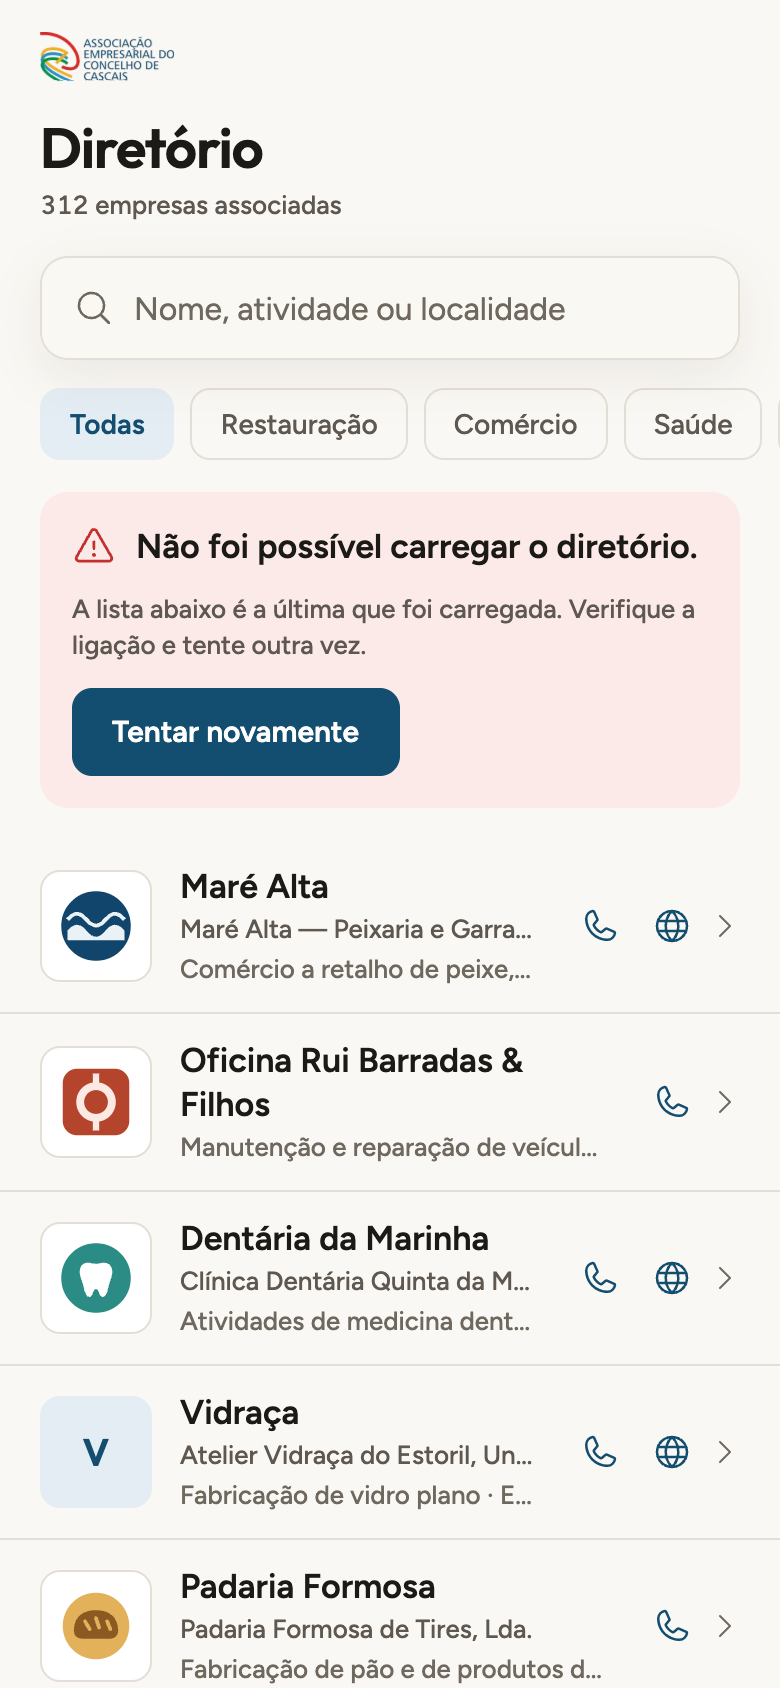 ASSOCIAÇÃO
EMPRESARIAL DO
CONCELHO DE
CASCAIS
Diretório
312 empresas associadas
Nome, atividade ou localidade
Todas
Restauração
Comércio
Saúde
Não foi possível carregar o diretório.
A lista abaixo é a última que foi carregada. Verifique a
ligação e tente outra vez.
Tentar novamente
Maré Alta
Maré Alta — Peixaria e Garra...
Comércio a retalho de peixe,...
Oficina Rui Barradas &
Filhos
Manutenção e reparação de veícul...
Dentária da Marinha
Clínica Dentária Quinta da M...
Atividades de medicina dent...
V
Vidraça
Atelier Vidraça do Estoril, Un...
Fabricação de vidro plano · E...
Padaria Formosa
Padaria Formosa de Tires, Lda.
Fabricação de pão e de produtos d...